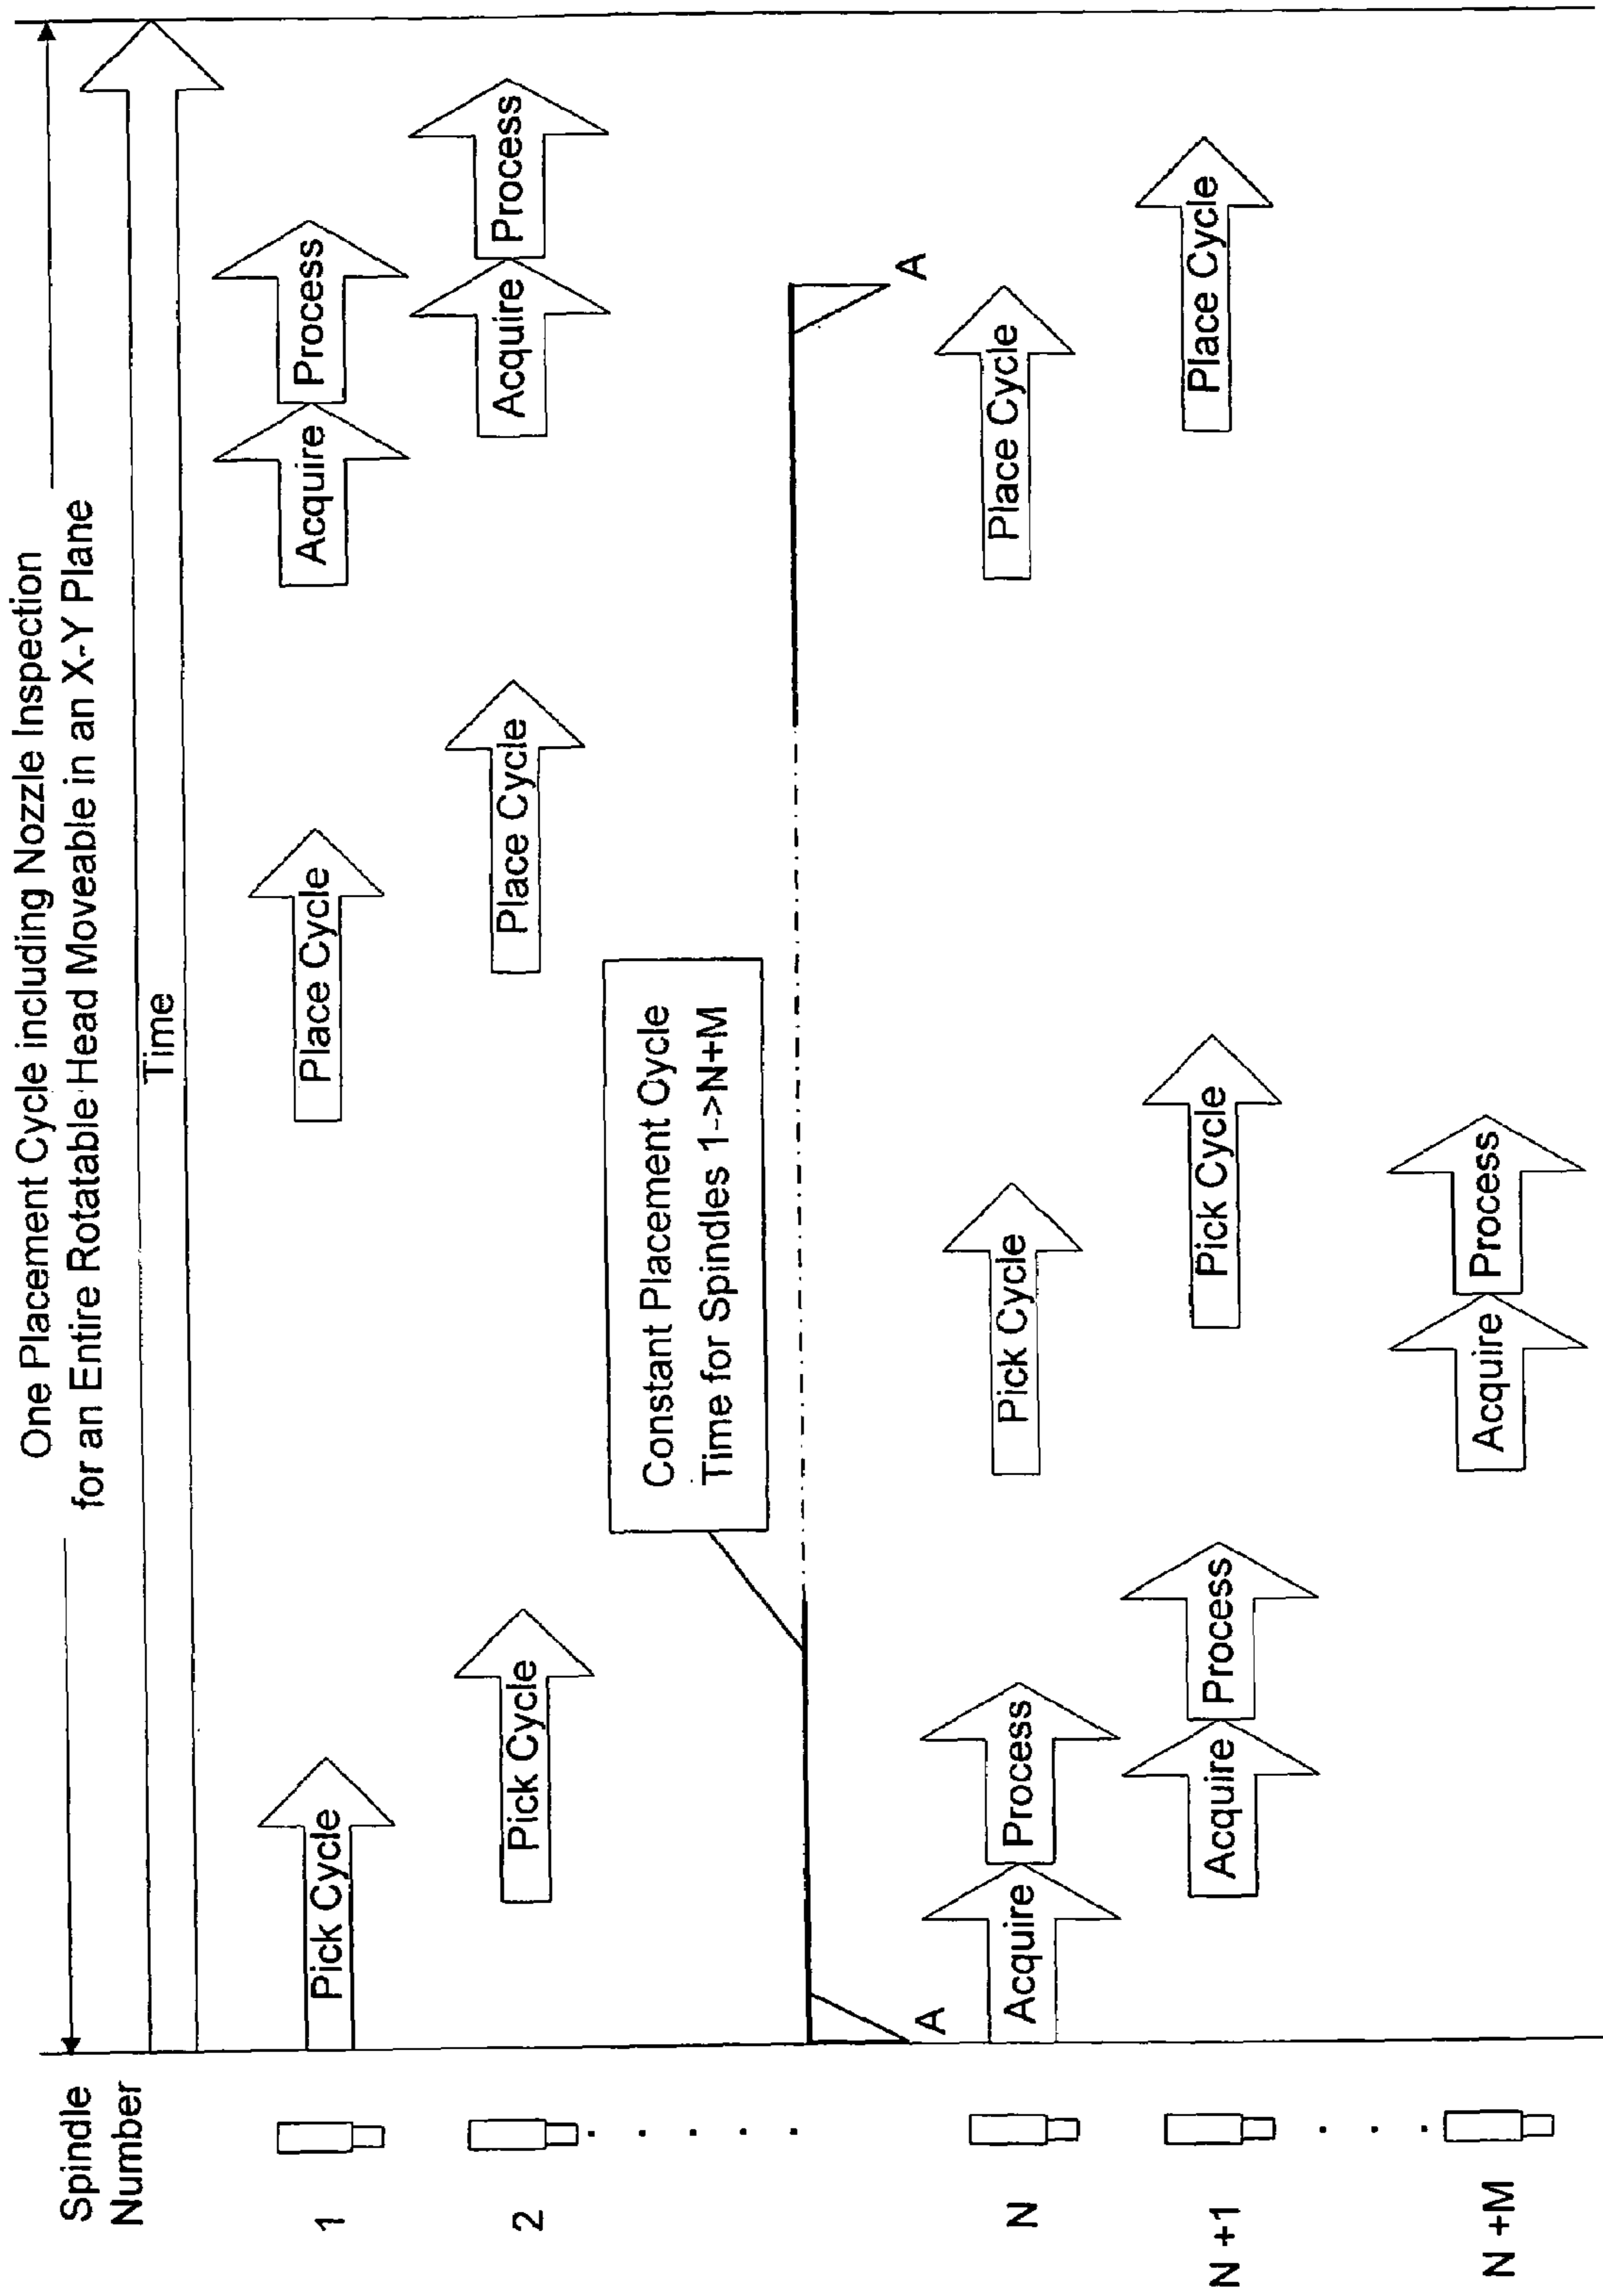 One Placement Cycle including Nozzle Inspection
for an Entire Rotatable Head Moveable in an X-Y Plane
Spindle
Number
Time
1
Pick Cycle
Place Cycle
Acquire
Process
2
Pick Cycle
Place Cycle
Acquire
Process
Constant Placement Cycle
Time for Spindles 1->N+M
A
A
N
Acquire
Process
Pick Cycle
Place Cycle
N +1
Acquire
Process
Pick Cycle
Place Cycle
N +M
Acquire
Process